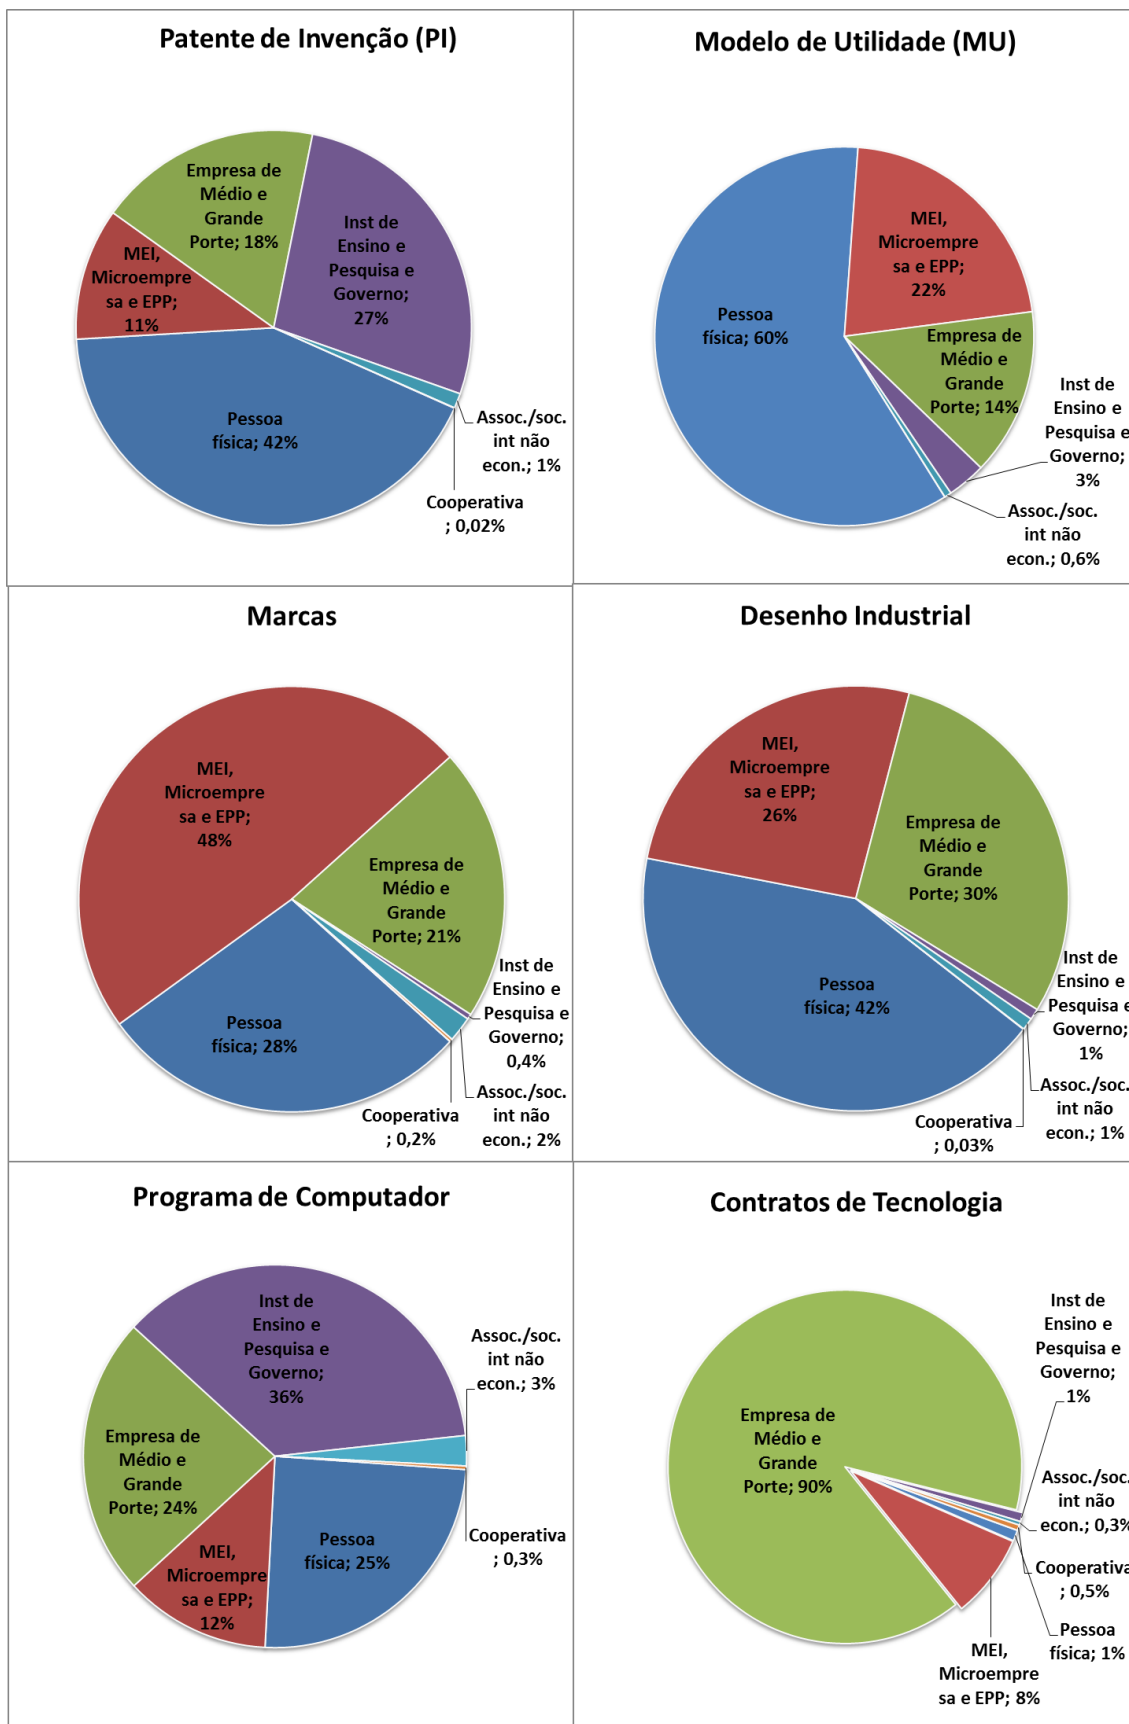 Patente de Invenção (PI)
Empresa de
Médio e
Grande
Porte; 18%
Inst de
Ensino e
Pesquisa e
Governo;
27%
MEI,
Microempre
sa e EPP;
11%
Pessoa
física; 42%
Assoc./soc.
int não
econ.; 1%
Cooperativa
; 0,02%
Modelo de Utilidade (MU)
MEI,
Microempre
sa e EPP;
22%
Pessoa
física; 60%
Empresa de
Médio e
Grande
Porte; 14%
Inst de
Ensino e
Pesquisa e
Governo;
3%
Assoc./soc.
int não
econ.; 0,6%
Marcas
MEI,
Microempre
sa e EPP;
48%
Empresa de
Médio e
Grande
Porte; 21%
Inst de
Ensino e
Pesquisa e
Governo;
0,4%
Pessoa
física; 28%
Assoc./soc.
int não
econ.; 2%
Cooperativa
; 0,2%
Desenho Industrial
MEI,
Microempre
sa e EPP;
26%
Empresa de
Médio e
Grande
Porte; 30%
Inst de
Ensino e
Pesquisa e
Governo;
1%
Pessoa
física; 42%
Assoc./soc.
int não
econ.; 1%
Cooperativa
; 0,03%
Programa de Computador
Inst de
Ensino e
Pesquisa e
Governo;
36%
Assoc./soc.
int não
econ.; 3%
Empresa de
Médio e
Grande
Porte; 24%
Cooperativa
; 0,3%
Pessoa
física; 25%
MEI,
Microempre
sa e EPP;
12%
Contratos de Tecnologia
Inst de
Ensino e
Pesquisa e
Governo;
1%
Empresa de
Médio e
Grande
Porte; 90%
Assoc./soc.
int não
econ.; 0,3%
Cooperativa
; 0,5%
Pessoa
física; 1%
MEI,
Microempre
sa e EPP; 8%